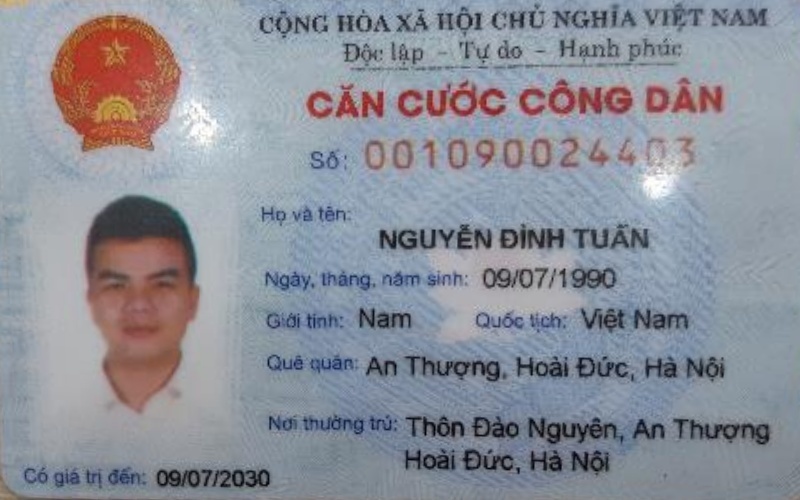 CỘNG HÒA XÃ HỘI CHỦ NGHĨA VIỆT NAM
Độc lập - Tự do - Hạnh phúc
CĂN CƯỚC CÔNG DÂN
Số: 001090024403
Họ và tên:
NGUYỄN ĐÌNH TUẤN
Ngày, tháng, năm sinh: 09/07/1990
Giới tính: Nam Quốc tịch: Việt Nam
Quê quán: An Thượng, Hoài Đức, Hà Nội
Nơi thường trú: Thôn Đào Nguyên, An Thượng
Hoài Đức, Hà Nội
Có giá trị đến: 09/07/2030